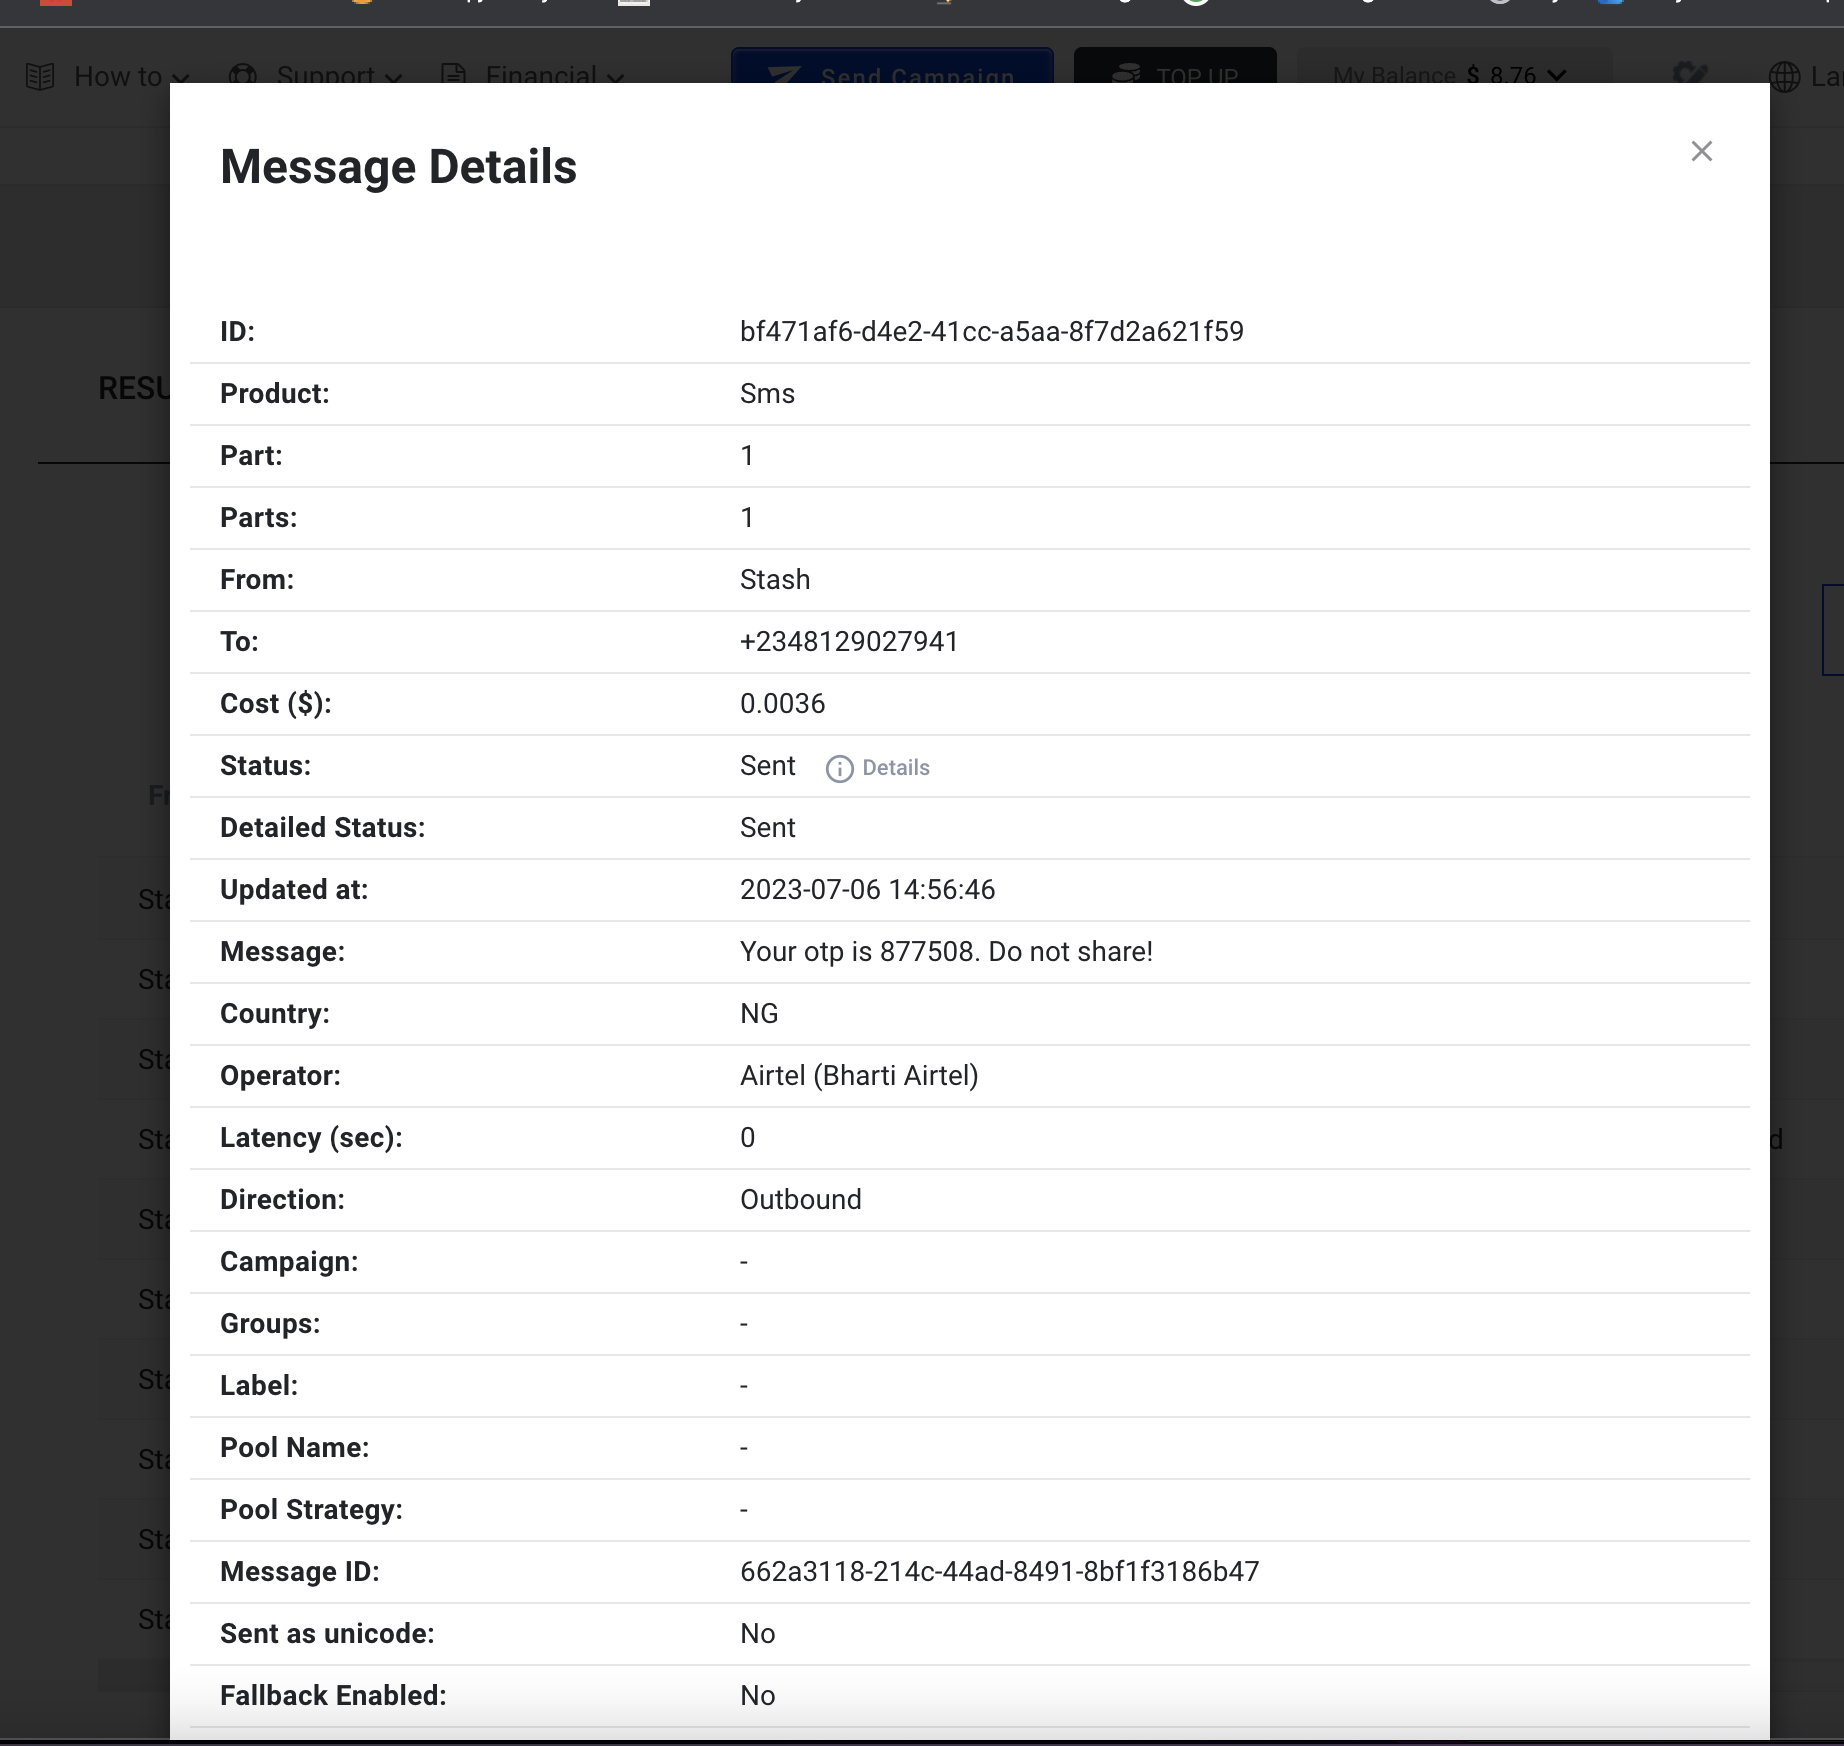 How to
Support
Financial
Send Campaign
TOP UP
My Balance $ 8.76
Message Details
ID: bf471af6-d4e2-41cc-a5aa-8f7d2a621f59
Product: Sms
Part: 1
Parts: 1
From: Stash
To: +2348129027941
Cost ($): 0.0036
Status: Sent Details
Detailed Status: Sent
Updated at: 2023-07-06 14:56:46
Message: Your otp is 877508. Do not share!
Country: NG
Operator: Airtel (Bharti Airtel)
Latency (sec): 0
Direction: Outbound
Campaign: -
Groups: -
Label: -
Pool Name: -
Pool Strategy: -
Message ID: 662a3118-214c-44ad-8491-8bf1f3186b47
Sent as unicode: No
Fallback Enabled: No